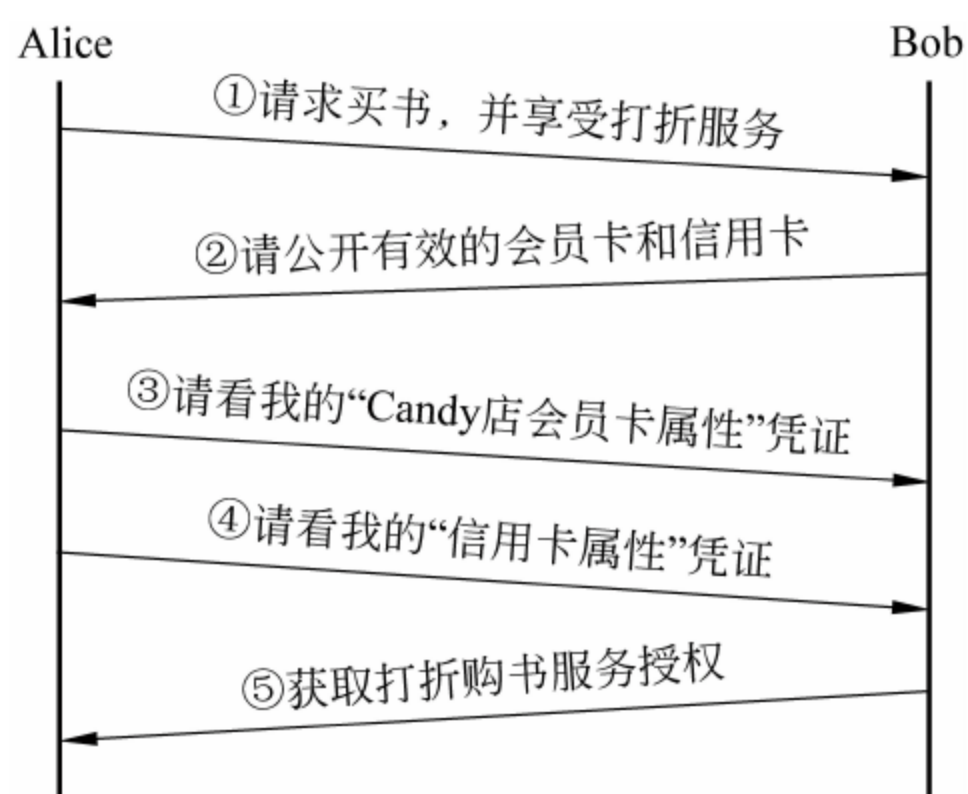 Alice
Bob
①请求买书，并享受打折服务
②请公开有效的会员卡和信用卡
③请看我的“Candy店会员卡属性”凭证
④请看我的“信用卡属性”凭证
⑤获取打折购书服务授权